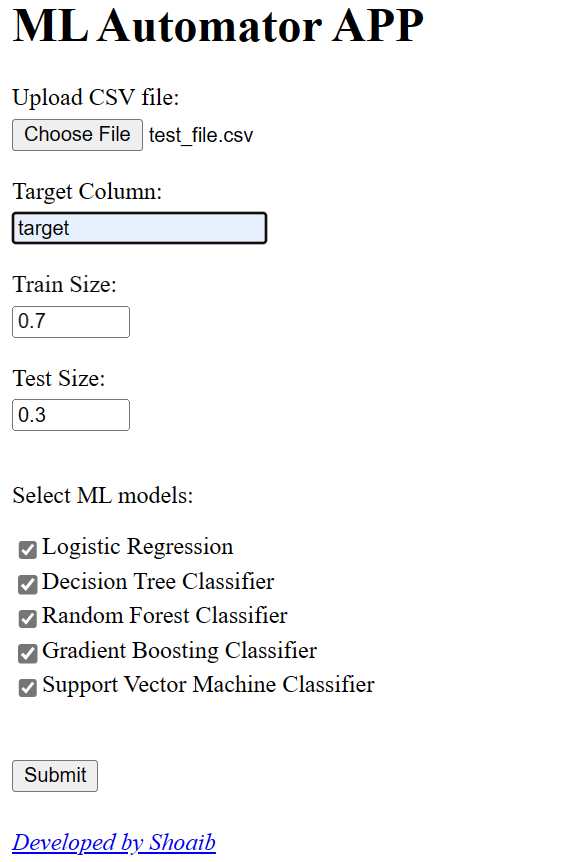 ML Automator APP
Upload CSV file:
Choose File test_file.csv
Target Column:
target
Train Size:
0.7
Test Size:
0.3
Select ML models:
Logistic Regression
Decision Tree Classifier
Random Forest Classifier
Gradient Boosting Classifier
Support Vector Machine Classifier
Submit
Developed by Shoaib